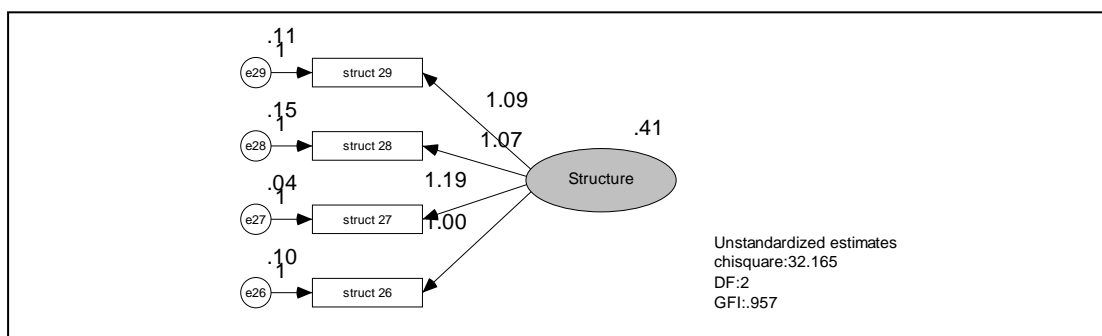 .11
1
e29
struct 29
1.09
.15
1
e28
struct 28
1.07
.41
Structure
.04
1
e27
struct 27
1.19
1.00
.10
1
e26
struct 26
Unstandardized estimates
chisquare:32.165
DF:2
GFI:.957